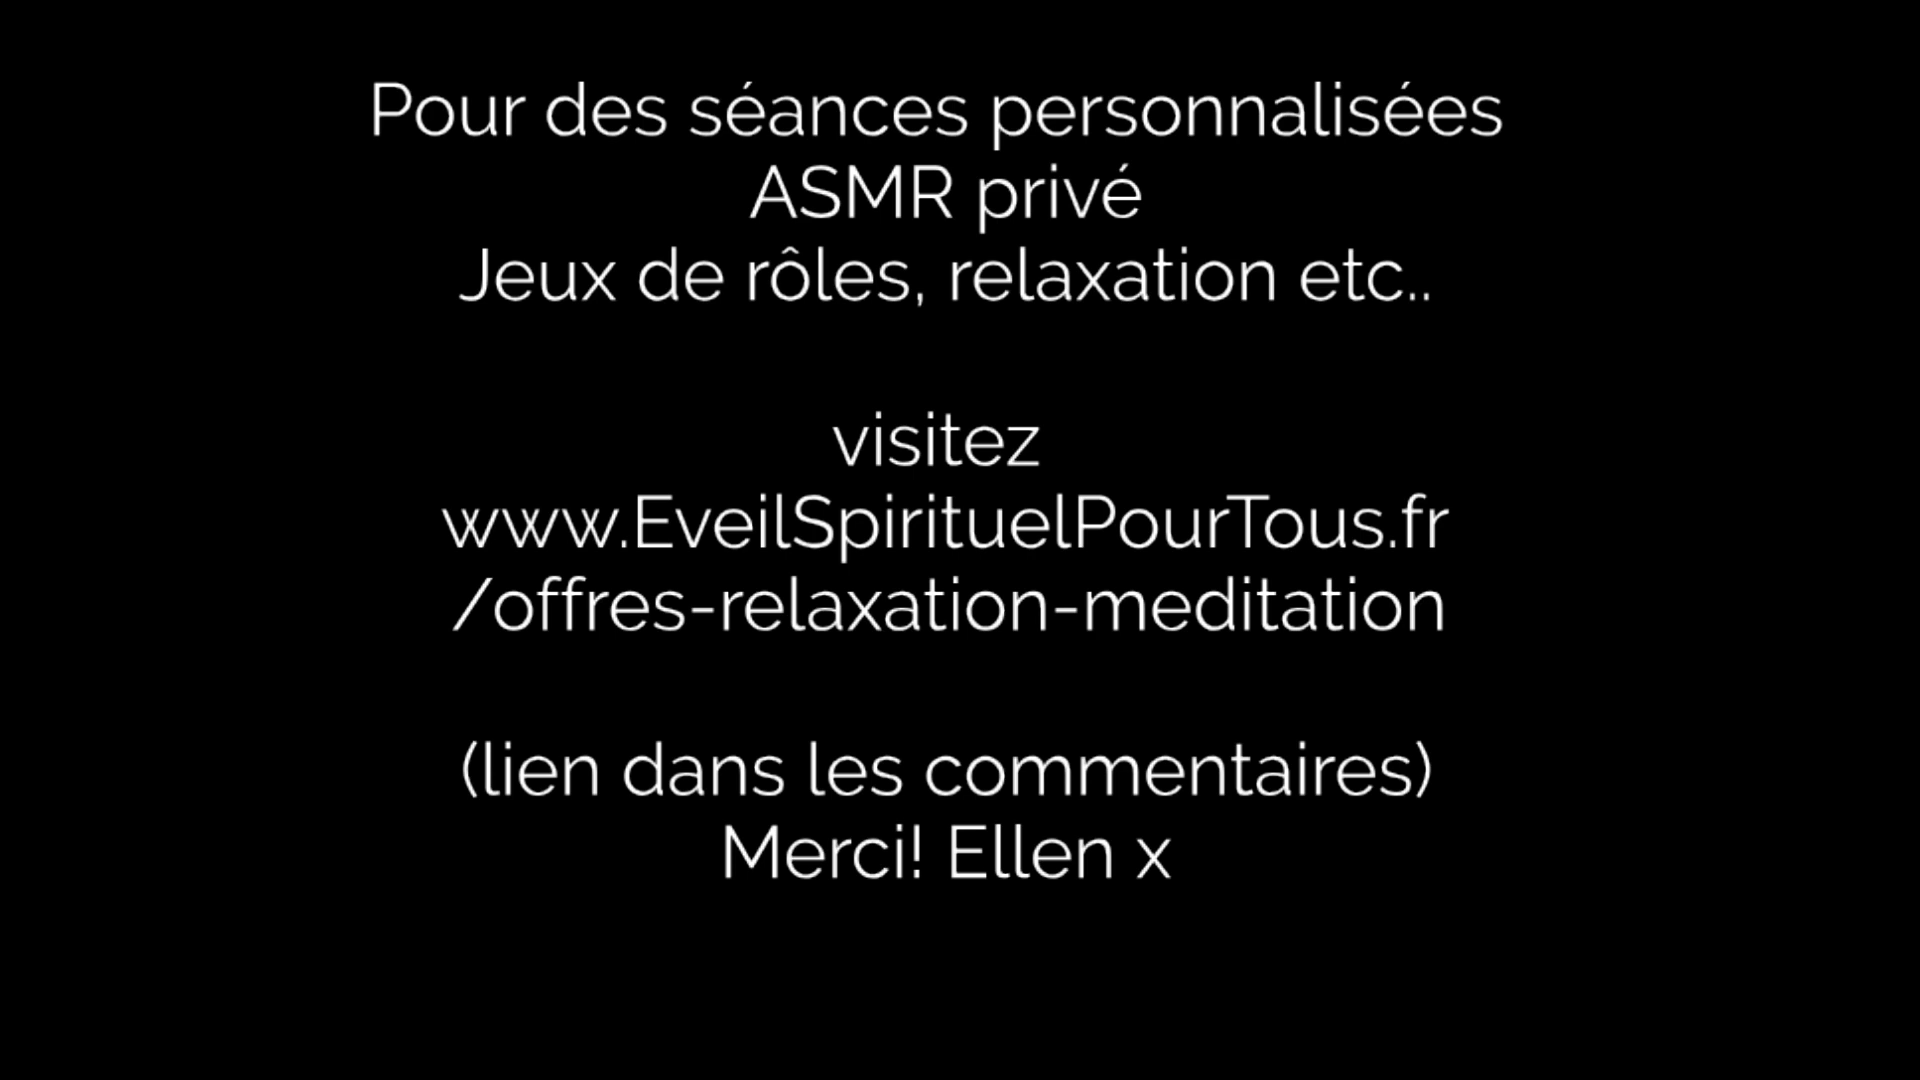 Pour des séances personnalisées
ASMR privé
Jeux de rôles, relaxation etc..
visitez
www.EveilSpirituelPourTous.fr
/offres-relaxation-meditation
(lien dans les commentaires)
Merci! Ellen x